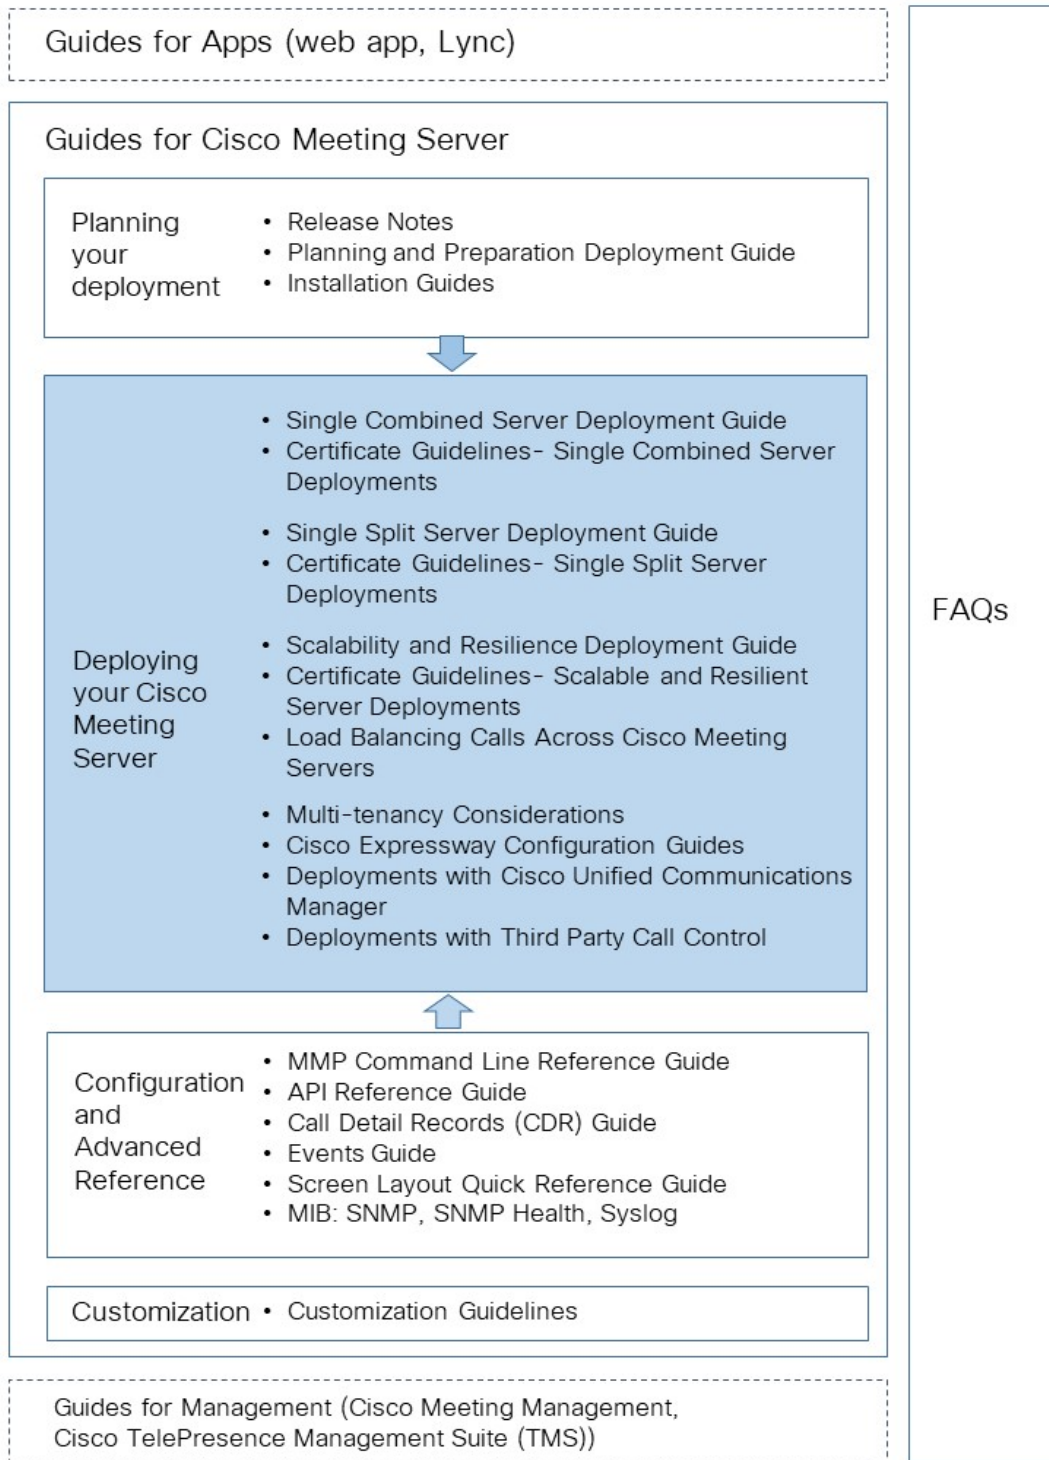 Guides for Apps (web app, Lync)
Guides for Cisco Meeting Server
Planning
your
deployment
• Release Notes
• Planning and Preparation Deployment Guide
• Installation Guides
Deploying
your Cisco
Meeting
Server
• Single Combined Server Deployment Guide
• Certificate Guidelines- Single Combined Server
Deployments
• Single Split Server Deployment Guide
• Certificate Guidelines- Single Split Server
Deployments
• Scalability and Resilience Deployment Guide
• Certificate Guidelines- Scalable and Resilient
Server Deployments
• Load Balancing Calls Across Cisco Meeting
Servers
• Multi-tenancy Considerations
• Cisco Expressway Configuration Guides
• Deployments with Cisco Unified Communications
Manager
• Deployments with Third Party Call Control
Configuration
and
Advanced
Reference
• MMP Command Line Reference Guide
• API Reference Guide
• Call Detail Records (CDR) Guide
• Events Guide
• Screen Layout Quick Reference Guide
• MIB: SNMP, SNMP Health, Syslog
Customization
• Customization Guidelines
Guides for Management (Cisco Meeting Management,
Cisco TelePresence Management Suite (TMS))
FAQs